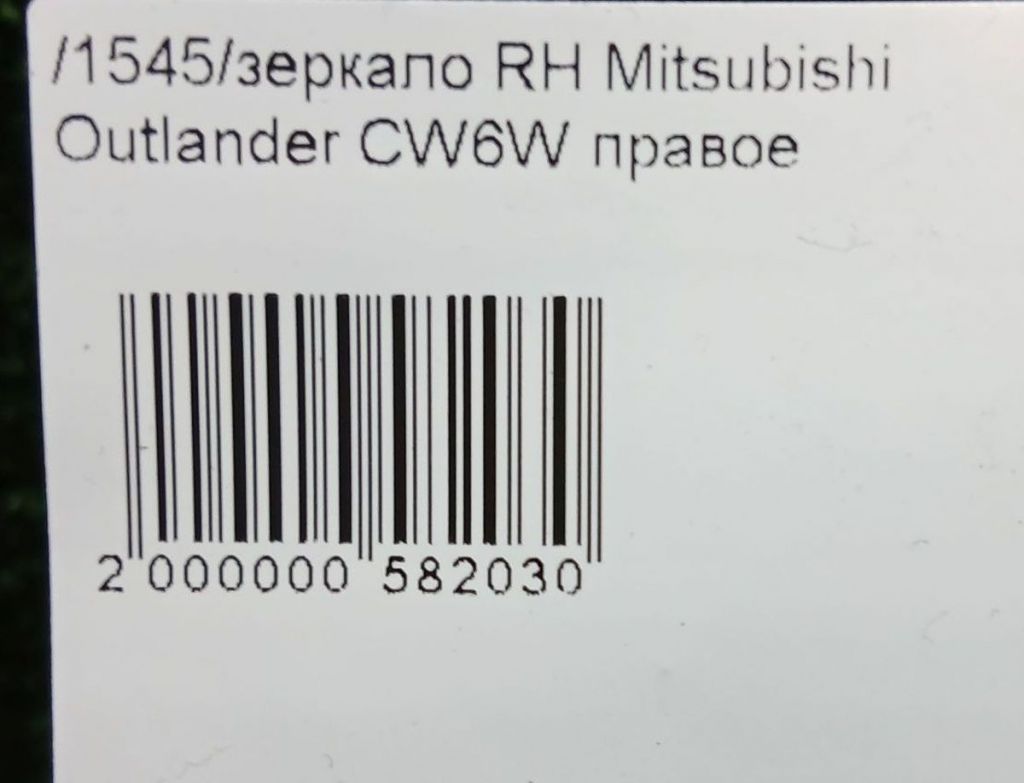 /1545/зеркало RH Mitsubishi
Outlander CW6W правое
2 000000 582030